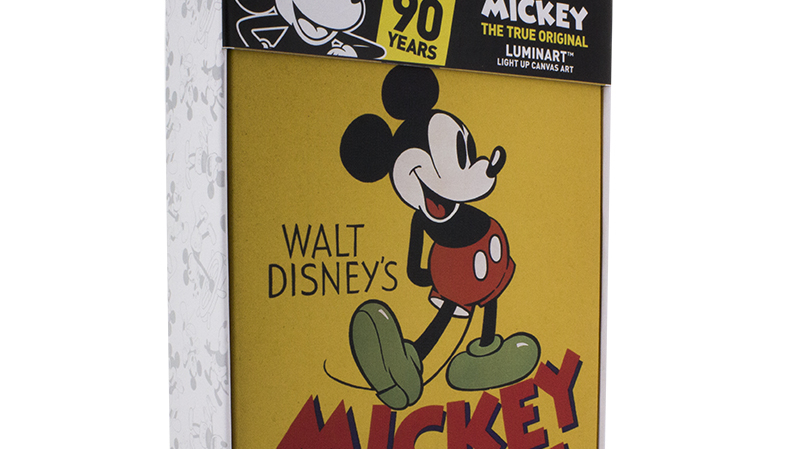 90
YEARS
MICKEY
THE TRUE ORIGINAL
LUMINART™
LIGHT UP CANVAS ART
WALT
DISNEY'S
MICKEY